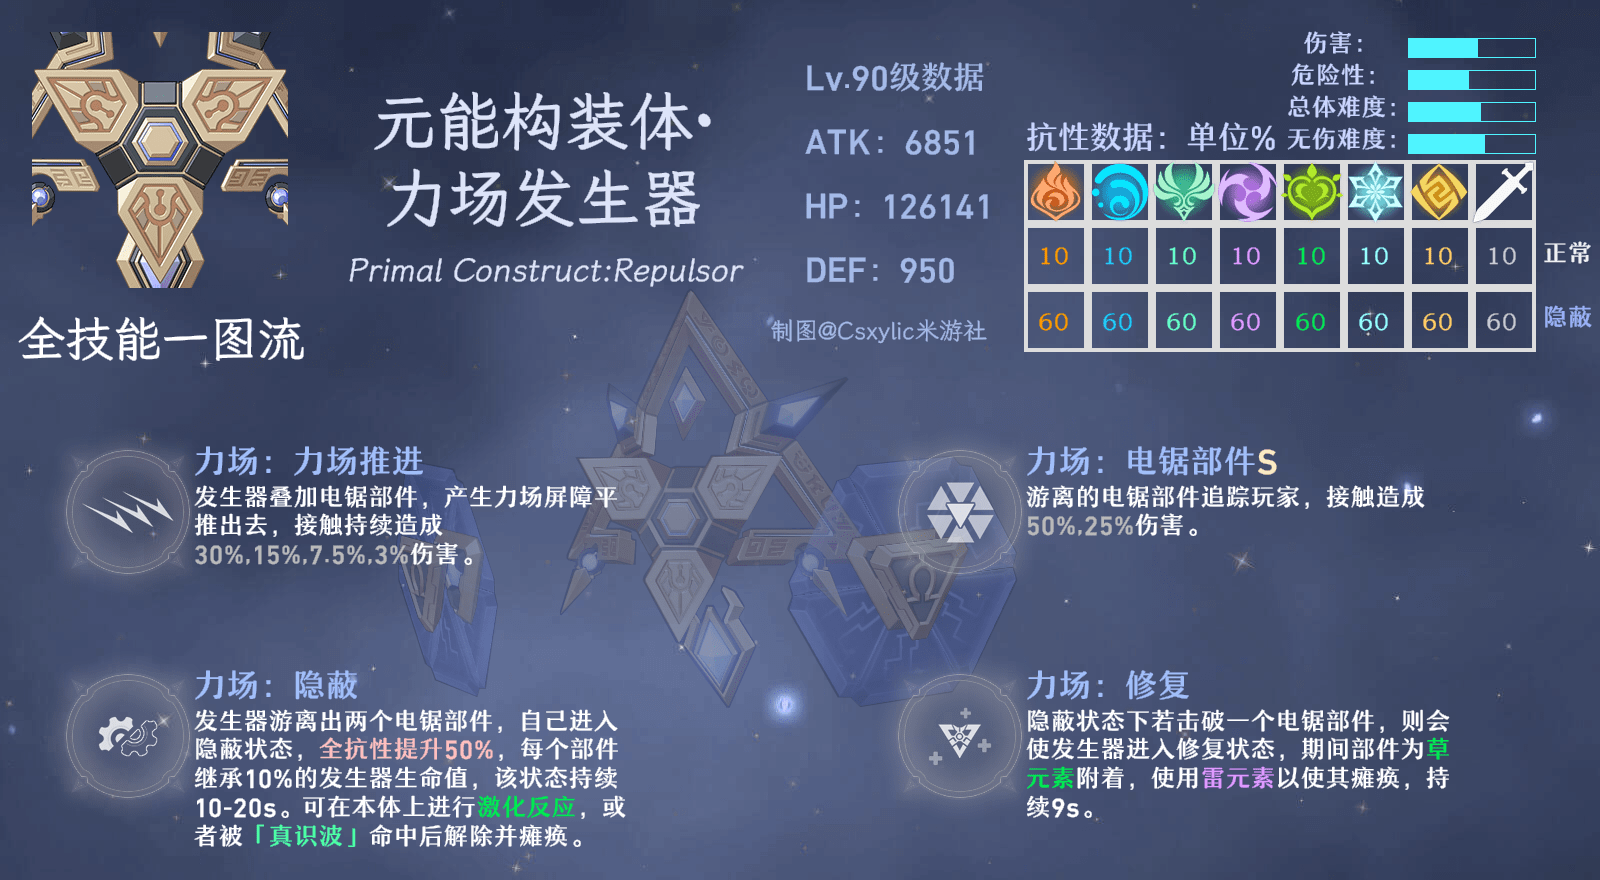 元能构装体·
力场发生器
Primal Construct:Repulsor
全技能一图流
Lv.90级数据
ATK：6851
HP：126141
DEF：950
制图@Csxylic米游社
伤害：
危险性：
总体难度：
无伤难度：
抗性数据：单位%
10 10 10 10 10 10 10 10 正常
60 60 60 60 60 60 60 60 隐蔽
力场：力场推进
发生器叠加电锯部件，产生力场屏障平
推出去，接触持续造成
30%,15%,7.5%,3%伤害。
力场：电锯部件S
游离的电锯部件追踪玩家，接触造成
50%,25%伤害。
力场：隐蔽
发生器游离出两个电锯部件，自己进入
隐蔽状态，全抗性提升50%，每个部件
继承10%的发生器生命值，该状态持续
10-20s。可在本体上进行激化反应，或
者被「真识波」命中后解除并瘫痪。
力场：修复
隐蔽状态下若击破一个电锯部件，则会
使发生器进入修复状态，期间部件为草
元素附着，使用雷元素以使其瘫痪，持
续9s。